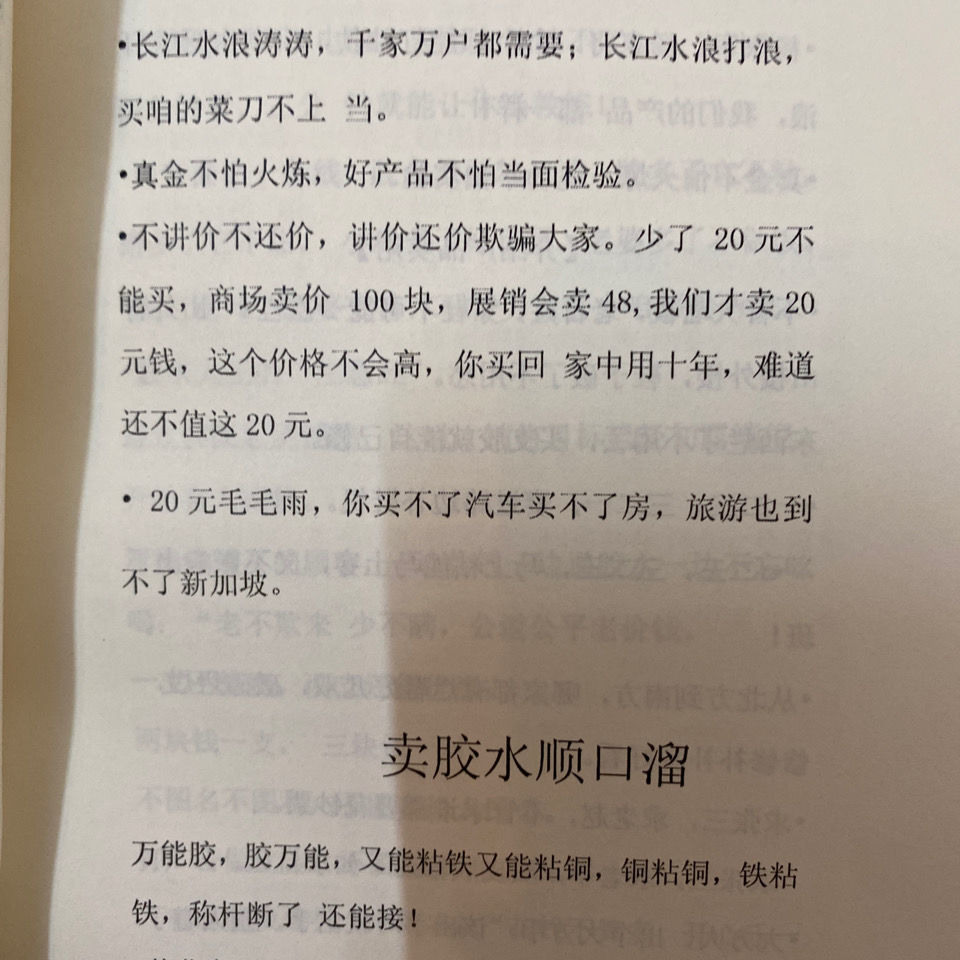 •长江水浪涛涛，千家万户都需要；长江水浪打浪，
买咱的菜刀不上 当。
•真金不怕火炼，好产品不怕当面检验。
•不讲价不还价，讲价还价欺骗大家。少了 20 元不
能买，商场卖价 100 块，展销会卖 48,我们才卖 20
元钱，这个价格不会高，你买回 家中用十年，难道
还不值这 20 元。
• 20 元毛毛雨，你买不了汽车买不了房，旅游也到
不了新加坡。
卖胶水顺口溜
万能胶，胶万能，又能粘铁又能粘铜，铜粘铜，铁粘
铁，称杆断了 还能接！